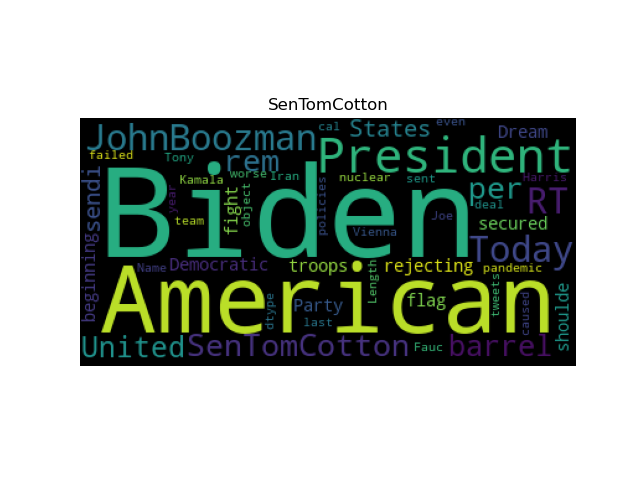 SenTomCotton
JohnBoozman
cal
States
even
Dream
failed
Tony
rem
President
worse
Iran
nuclear
sent
per
Harris
Kamala
RT
sendi
year
Biden
fight
object
policies
Joe
deal
team
Vienna
secured
Today
beginning
Name
Democratic
troops
Length
rejecting
pandemic
American
dtype
Party
last
flag
tweets
caused
shoulde
United
SenTomCotton
Fauc
barrel